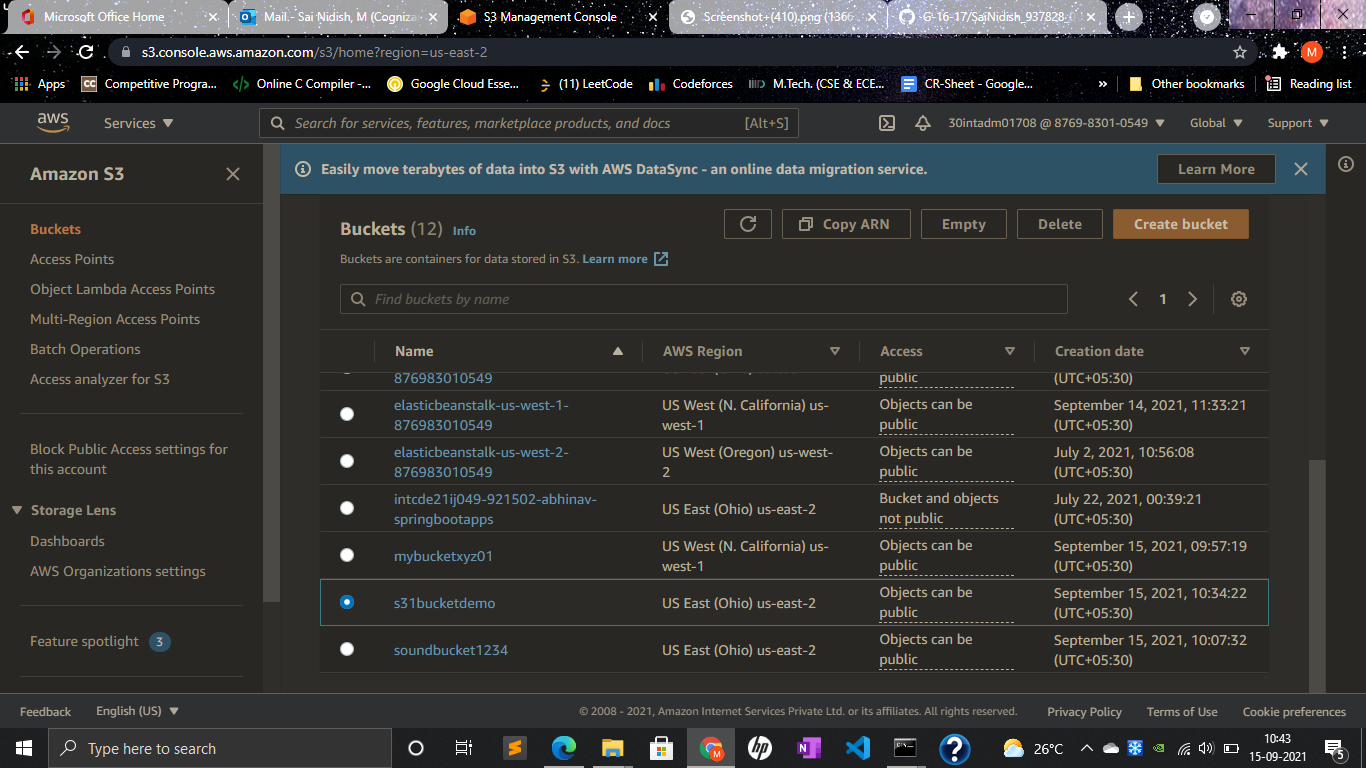 Microsoft Office Home
Mail - Sai Nidish, M (Cogniza
S3 Management Console
Screenshot+(410).png (1366
G-16-17/SaiNidish_937828-
s3.console.aws.amazon.com/s3/home?region=us-east-2
M
Apps
CC
Competitive Progra...
Online C Compiler -...
Google Cloud Esse...
(11) LeetCode
Codeforces
M.Tech. (CSE & ECE...
CR-Sheet - Google...
»
Other bookmarks
Reading list
aws
Services
Search for services, features, marketplace products, and docs
[Alt+S]
30intadm01708 @ 8769-8301-0549
Global
Support
Amazon S3
Buckets
Access Points
Object Lambda Access Points
Multi-Region Access Points
Batch Operations
Access analyzer for S3
Block Public Access settings for
this account
Storage Lens
Dashboards
AWS Organizations settings
Feature spotlight 3
Easily move terabytes of data into S3 with AWS DataSync - an online data migration service.
Learn More
Buckets (12) Info
Copy ARN
Empty
Delete
Create bucket
Buckets are containers for data stored in S3. Learn more
Find buckets by name
1
Name
AWS Region
Access
Creation date
876983010549
public
(UTC+05:30)
elasticbeanstalk-us-west-1-
876983010549
US West (N. California) us-
west-1
Objects can be
public
September 14, 2021, 11:33:21
(UTC+05:30)
elasticbeanstalk-us-west-2-
876983010549
US West (Oregon) us-west-
2
Objects can be
public
July 2, 2021, 10:56:08
(UTC+05:30)
intcde21ij049-921502-abhinav-
springbootapps
US East (Ohio) us-east-2
Bucket and objects
not public
July 22, 2021, 00:39:21
(UTC+05:30)
mybucketxyz01
US West (N. California) us-
west-1
Objects can be
public
September 15, 2021, 09:57:19
(UTC+05:30)
s31bucketdemo
US East (Ohio) us-east-2
Objects can be
public
September 15, 2021, 10:34:22
(UTC+05:30)
soundbucket1234
US East (Ohio) us-east-2
Objects can be
public
September 15, 2021, 10:07:32
(UTC+05:30)
Feedback
English (US)
© 2008 - 2021, Amazon Internet Services Private Ltd. or its affiliates. All rights reserved.
Privacy Policy
Terms of Use
Cookie preferences
Type here to search
26°C
10:43
15-09-2021
5